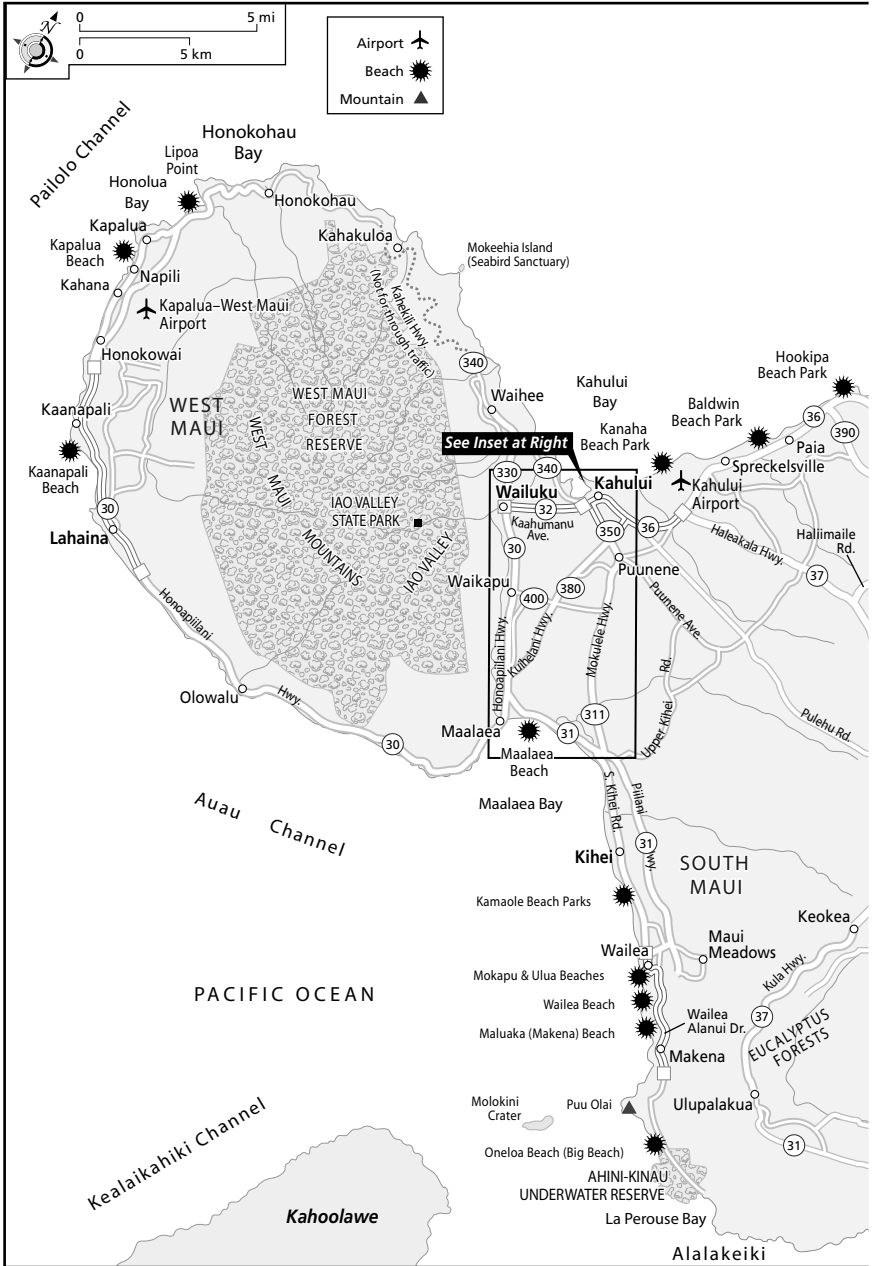 N
0 5 mi
0 5 km
Airport
Beach
Mountain
Pailolo Channel
Honokohau
Bay
Lipoa
Point
Honolua
Bay
Honokohau
Kapalua
Kapalua
Beach
Napili
Kahana
Kapalua–West Maui
Airport
Kahakuloa
Mokeehia Island
(Seabird Sanctuary)
Kahekili Hwy.
(Not for through traffic)
340
Honokowai
Kaanapali
Kaanapali
Beach
WEST
MAUI
WEST MAUI
FOREST
RESERVE
WEST
MAUI
MOUNTAINS
IAO VALLEY
STATE PARK
IAO VALLEY
Waihee
Kahului
Bay
Kanaha
Beach Park
Hookipa
Beach Park
Baldwin
Beach Park
36
390
Paia
Spreckelsville
See Inset at Right
330
340
Kahului
Kahului
Airport
Wailuku
32
Kaahumanu
Ave.
350
36
30
Puunene
Haleakala Hwy.
37
Haliimaile
Rd.
30
Lahaina
Waikapu
400
380
Puunene Ave.
Honoapiilani Hwy.
Kuihelani Hwy.
Mokulele Hwy.
Upper Kihei Rd.
Pulehu Rd.
Honoapiilani
Hwy.
Olowalu
30
Maalaea
Maalaea
Beach
31
311
Maalaea Bay
Auau Channel
S. Kihei Rd.
Piilani Hwy.
31
Kihei
SOUTH
MAUI
Kamaole Beach Parks
Keokea
Wailea
Maui
Meadows
Mokapu & Ulua Beaches
Kula Hwy.
PACIFIC OCEAN
Wailea Beach
Wailea
Alanui Dr.
37
EUCALYPTUS
FORESTS
Maluaka (Makena) Beach
Makena
Molokini
Crater
Puu Olai
Ulupalakua
31
Oneloa Beach (Big Beach)
Kealaikahiki Channel
AHINI-KINAU
UNDERWATER RESERVE
Kahoolawe
La Perouse Bay
Alalakeiki